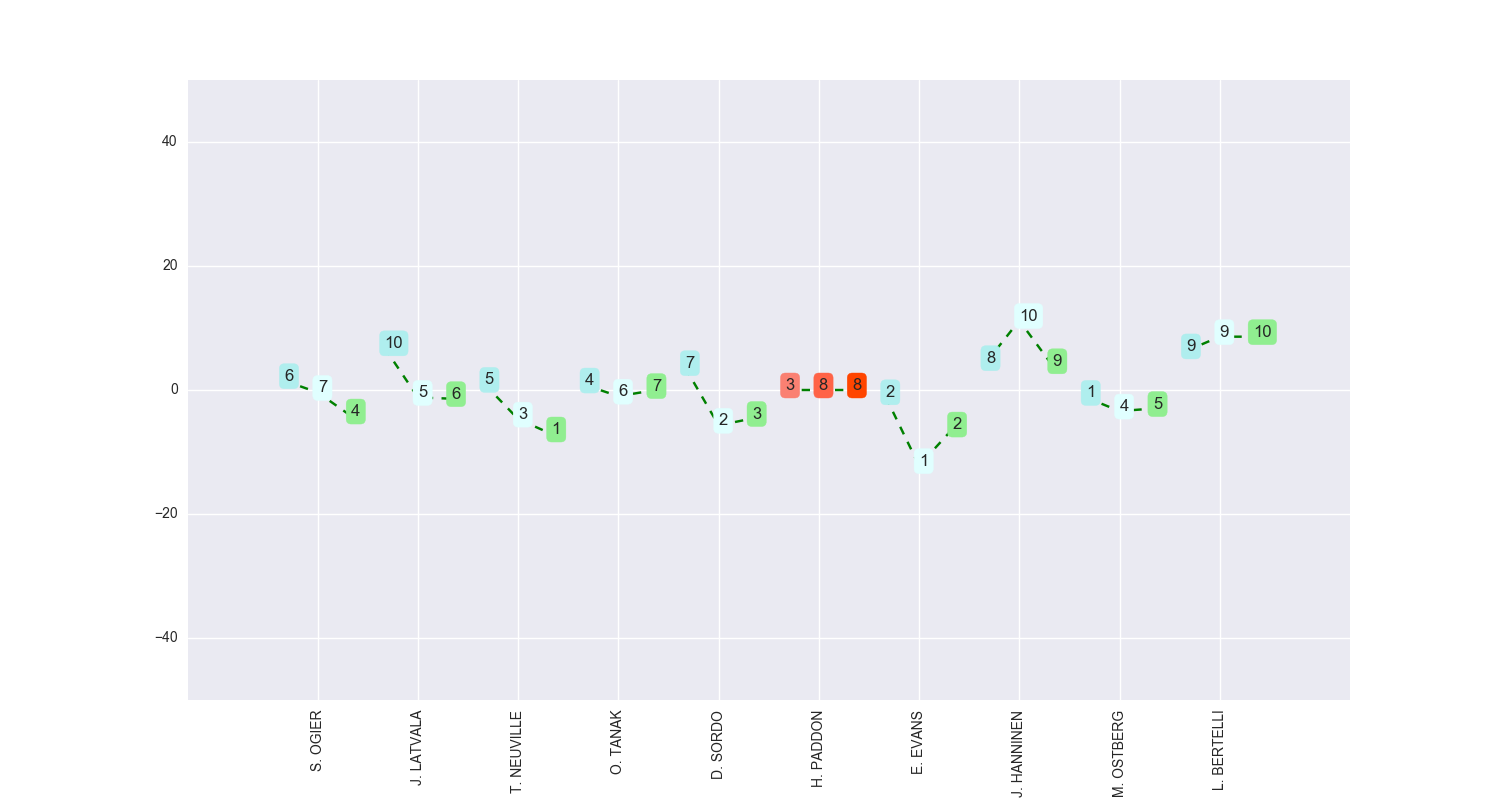 40
20
0
−20
−40
6 7 4
10 5 6
5 3 1
4 6 7
7 2 3
3 8 8
2 1 2
8 10 9
1 4 5
9 9 10
S. OGIER
J. LATVALA
T. NEUVILLE
O. TANAK
D. SORDO
H. PADDON
E. EVANS
J. HANNINEN
M. OSTBERG
L. BERTELLI